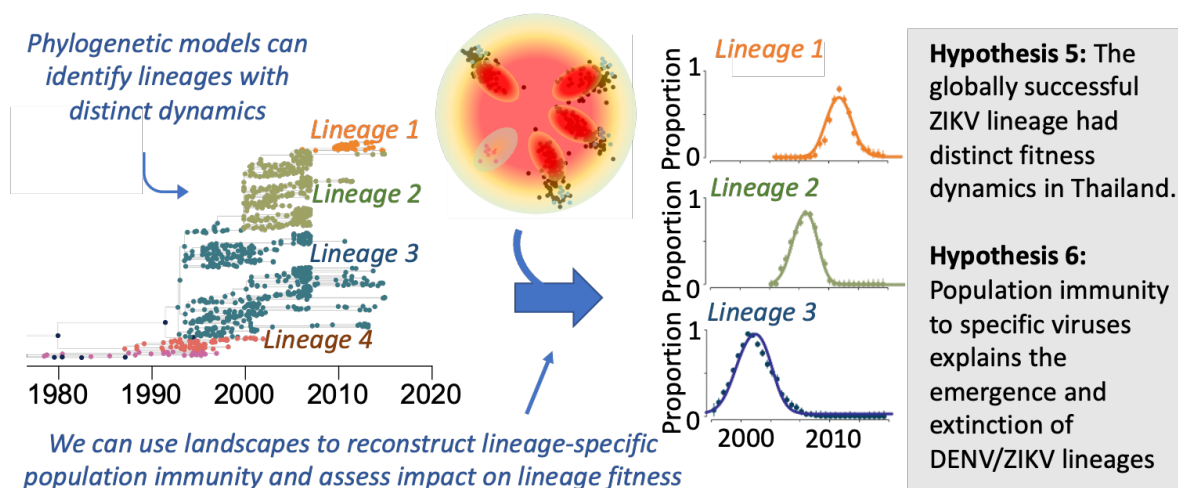 Phylogenetic models can
identify lineages with
distinct dynamics
Lineage 1
Lineage 2
Lineage 3
Lineage 4
1980 1990 2000 2010 2020
We can use landscapes to reconstruct lineage-specific
population immunity and assess impact on lineage fitness
Lineage 1
Proportion
1
0
Lineage 2
Proportion
1
0
Lineage 3
Proportion
1
0
2000 2010
Hypothesis 5: The
globally successful
ZIKV lineage had
distinct fitness
dynamics in Thailand.
Hypothesis 6:
Population immunity
to specific viruses
explains the
emergence and
extinction of
DENV/ZIKV lineages